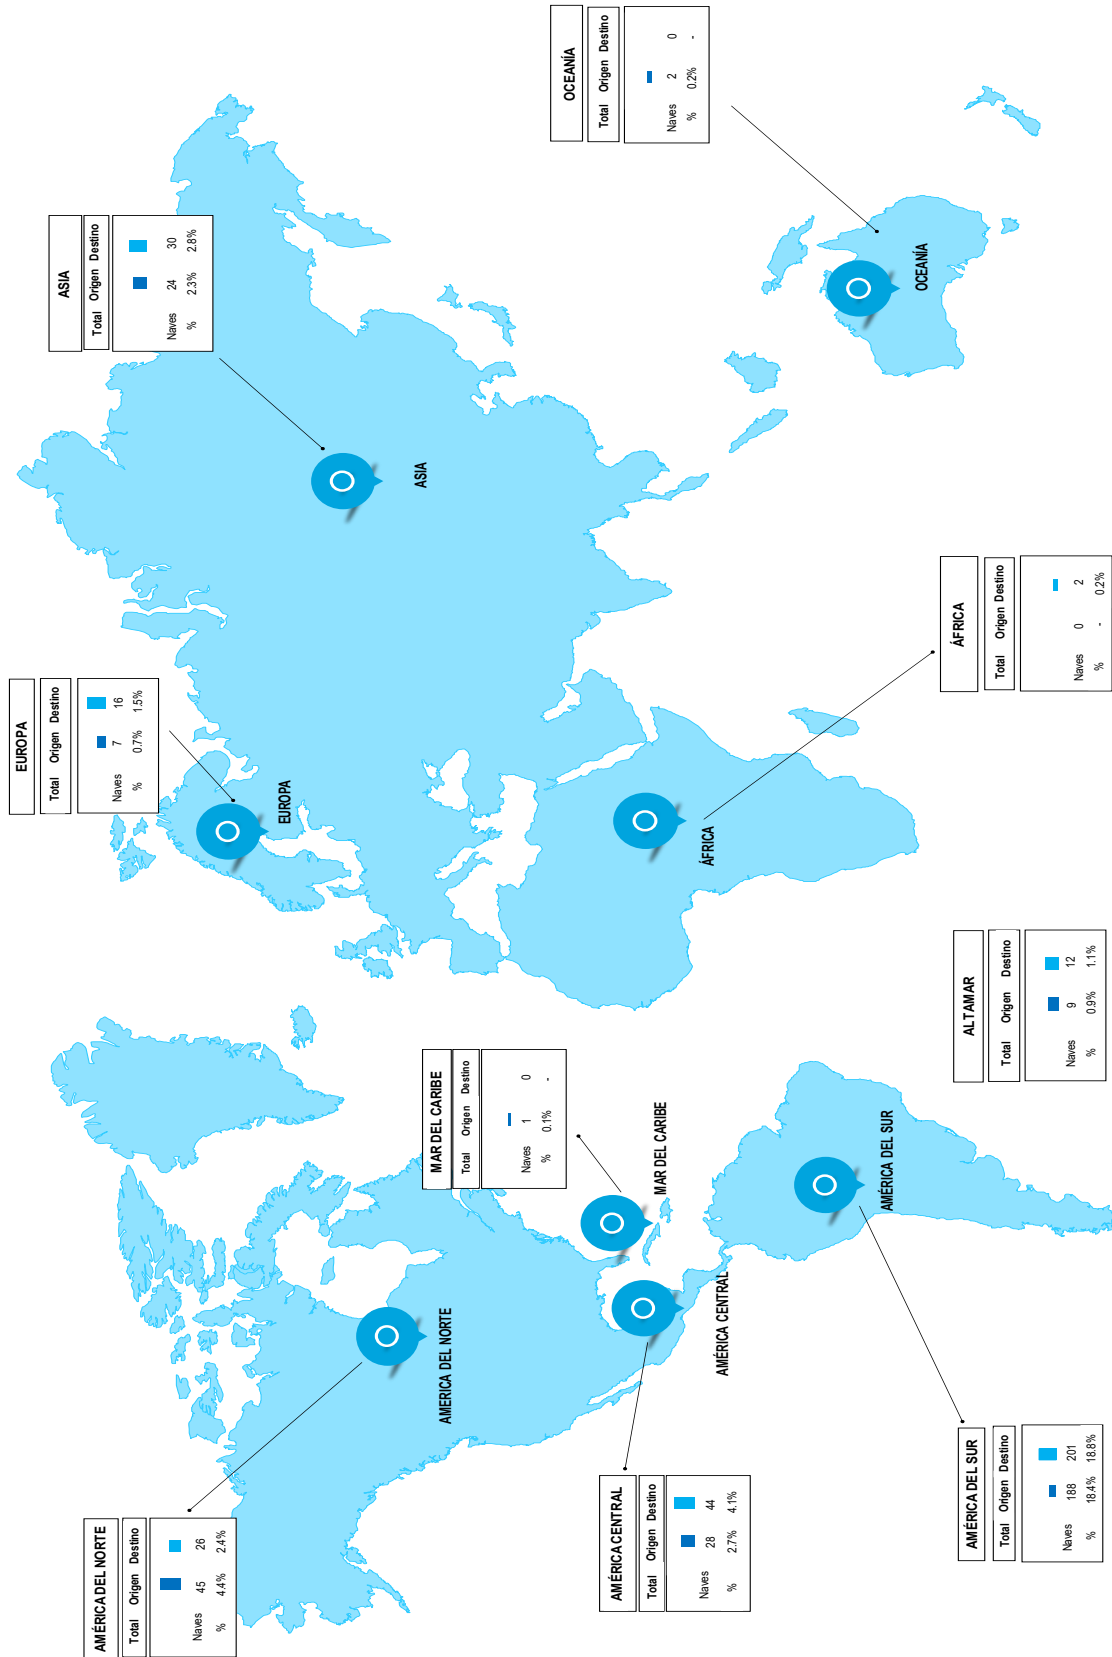 AMÉRICA DEL NORTE
Total Origen Destino
Naves 45 26
% 4.4% 2.4%
EUROPA
Total Origen Destino
Naves 7 16
% 0.7% 1.5%
ASIA
Total Origen Destino
Naves 24 30
% 2.3% 2.8%
EUROPA
ASIA
AMERICA DEL NORTE
MAR DEL CARIBE
Total Origen Destino
Naves 1 0
% 0.1% -
OCEANÍA
Total Origen Destino
Naves 2 0
% 0.2% -
AMÉRICA CENTRAL
Total Origen Destino
Naves 28 44
% 2.7% 4.1%
MAR DEL CARIBE
AMÉRICA CENTRAL
ÁFRICA
OCEANÍA
AMÉRICA DEL SUR
AMÉRICA DEL SUR
Total Origen Destino
Naves 188 201
% 18.4% 18.8%
ALTAMAR
Total Origen Destino
Naves 9 12
% 0.9% 1.1%
ÁFRICA
Total Origen Destino
Naves 0 2
% - 0.2%